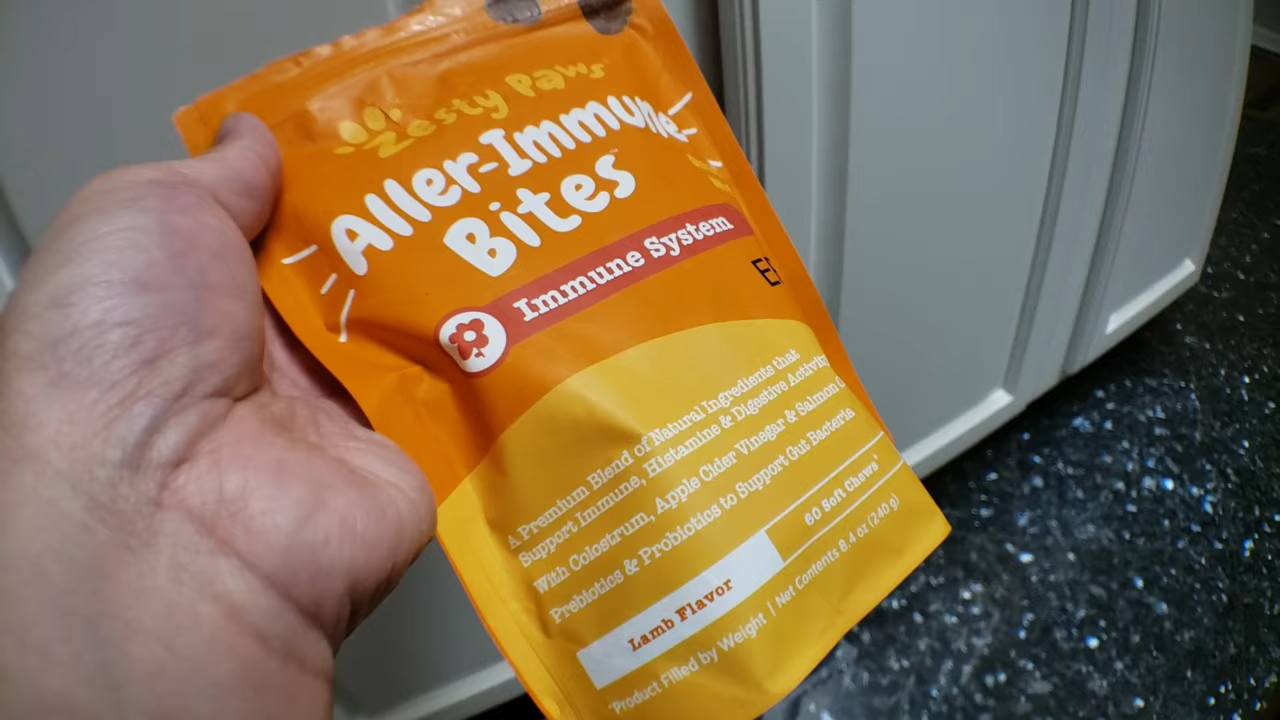 Zesty Paws
Aller-Immune
Bites™
Immune System
A Premium Blend of Natural Ingredients that
Support Immune, Histamine & Digestive
With Colostrum, Apple Cider Vinegar & Salmon
Prebiotics & Probiotics to Support Gut Bacteria
60 Soft Chews*
Lamb Flavor
*Product Filled by Weight | Net Contents 8.4 oz (240 g)